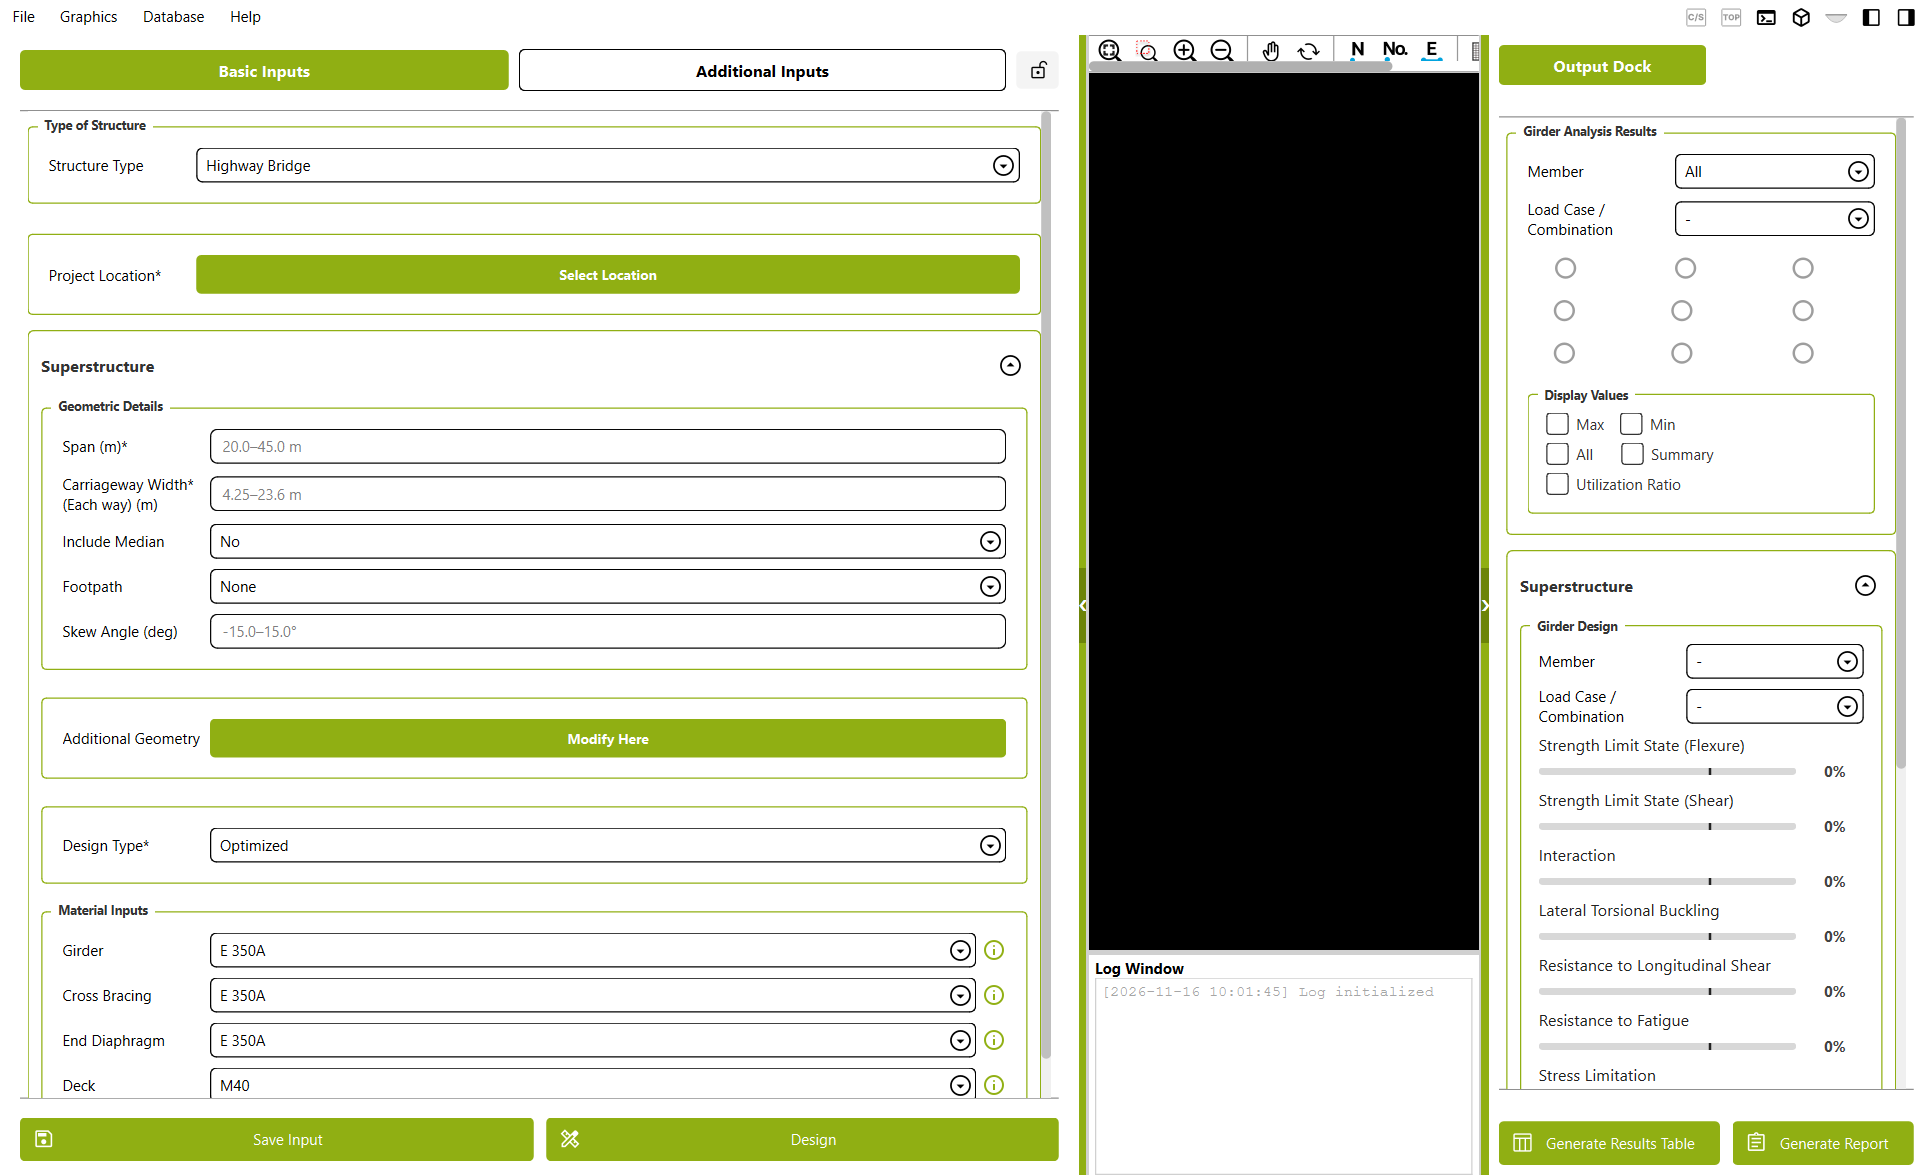 File Graphics Database Help
C/S TOP
Basic Inputs Additional Inputs
Type of Structure
Structure Type Highway Bridge
Project Location* Select Location
Superstructure
Geometric Details
Span (m)* 20.0–45.0 m
Carriageway Width* (Each way) (m) 4.25–23.6 m
Include Median No
Footpath None
Skew Angle (deg) -15.0–15.0°
Additional Geometry Modify Here
Design Type* Optimized
Material Inputs
Girder E 350A
Cross Bracing E 350A
End Diaphragm E 350A
Deck M40
Save Input Design
N No. E
Log Window
[2026-11-16 10:01:45] Log initialized
Output Dock
Girder Analysis Results
Member All
Load Case /
Combination -
Display Values
Max Min
All Summary
Utilization Ratio
Superstructure
Girder Design
Member -
Load Case /
Combination -
Strength Limit State (Flexure)
0%
Strength Limit State (Shear)
0%
Interaction
0%
Lateral Torsional Buckling
0%
Resistance to Longitudinal Shear
0%
Resistance to Fatigue
0%
Stress Limitation
Generate Results Table Generate Report